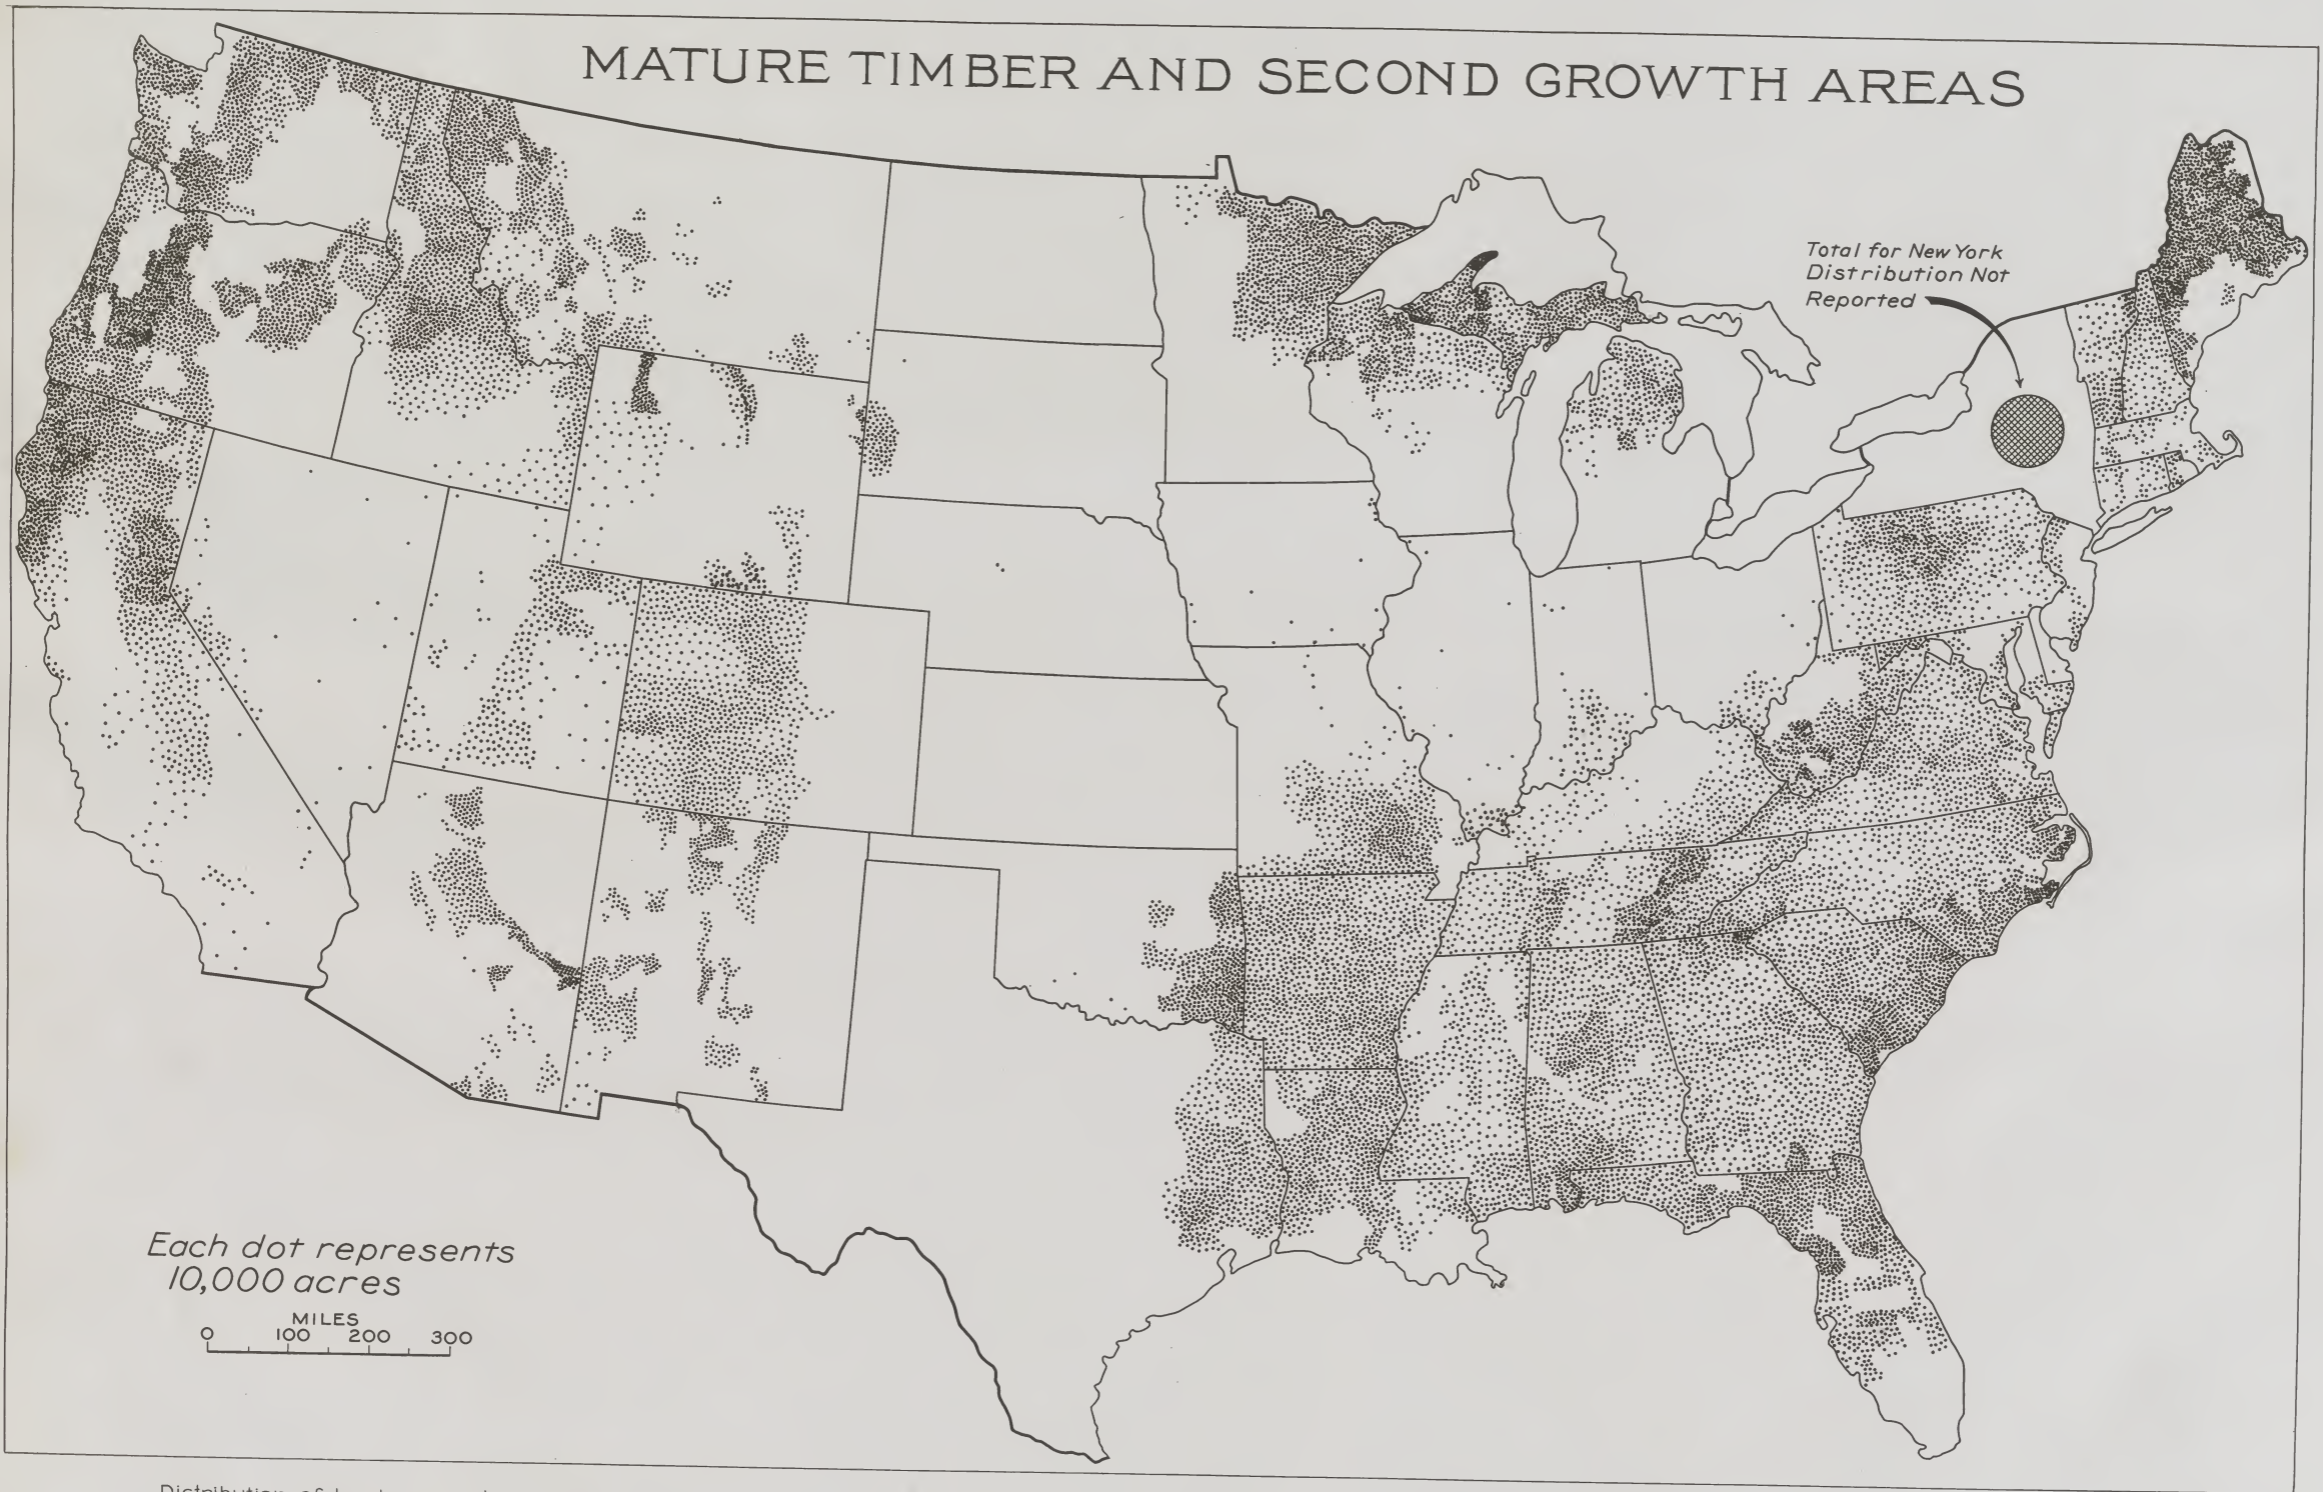 MATURE TIMBER AND SECOND GROWTH AREAS
Total for New York
Distribution Not
Reported
Each dot represents
10,000 acres
MILES
0 100 200 300